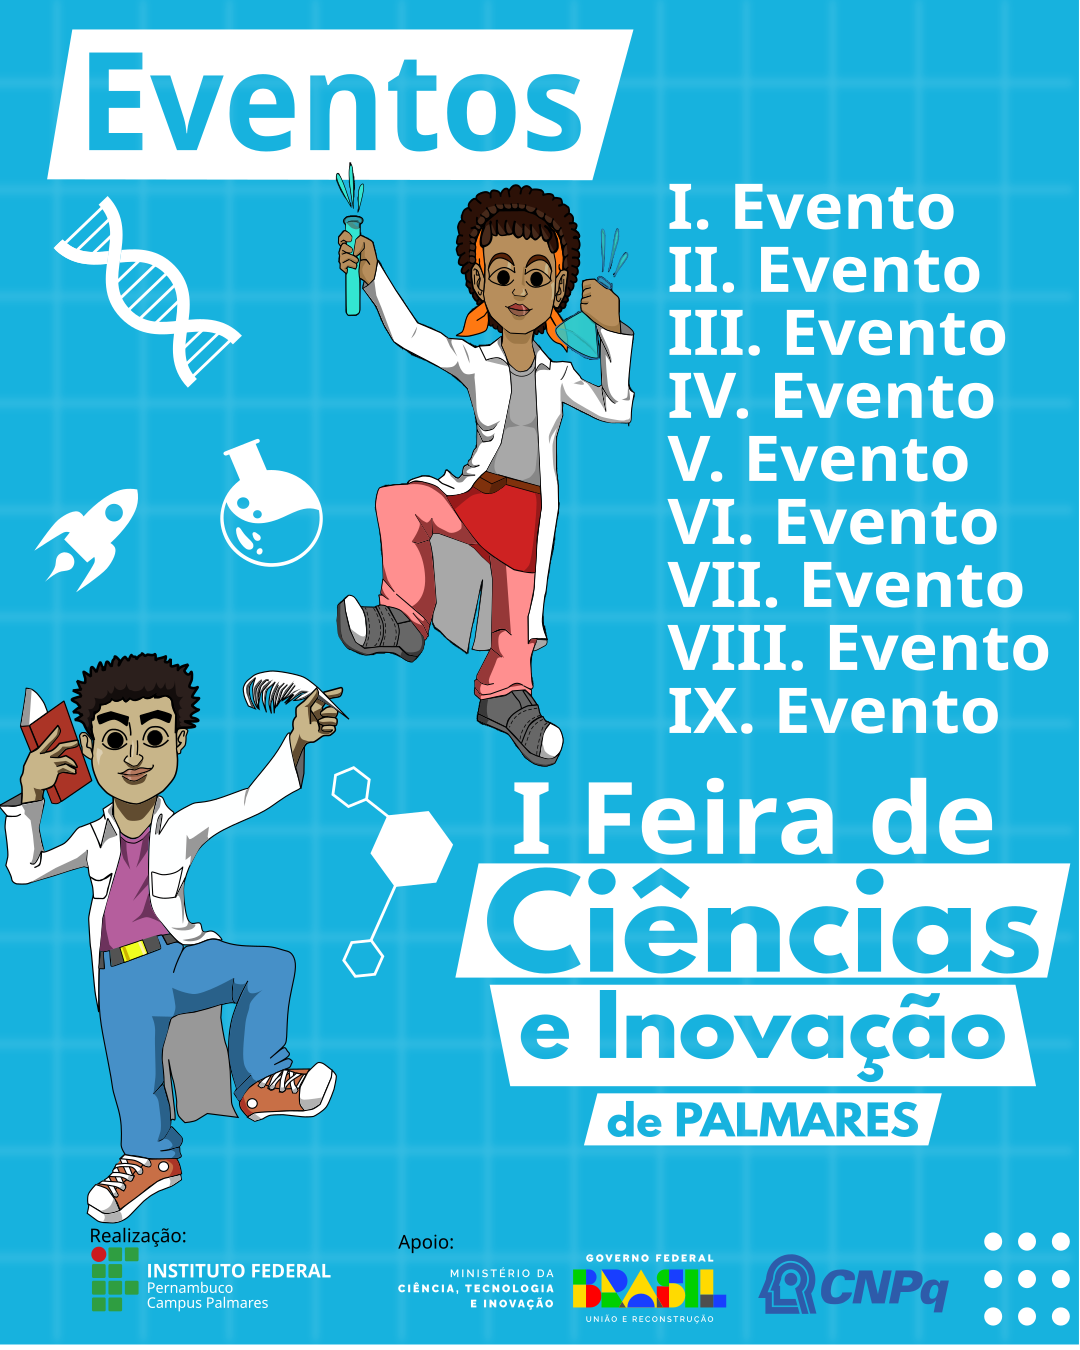 Eventos
I. Evento
II. Evento
III. Evento
IV. Evento
V. Evento
VI. Evento
VII. Evento
VIII. Evento
IX. Evento
I Feira de
Ciências
e Inovação
de PALMARES
Realização:
INSTITUTO FEDERAL
Pernambuco
Campus Palmares
Apoio:
MINISTÉRIO DA
CIÊNCIA, TECNOLOGIA
E INOVAÇÃO
GOVERNO FEDERAL
BRASIL
UNIÃO E RECONSTRUÇÃO
CNPq